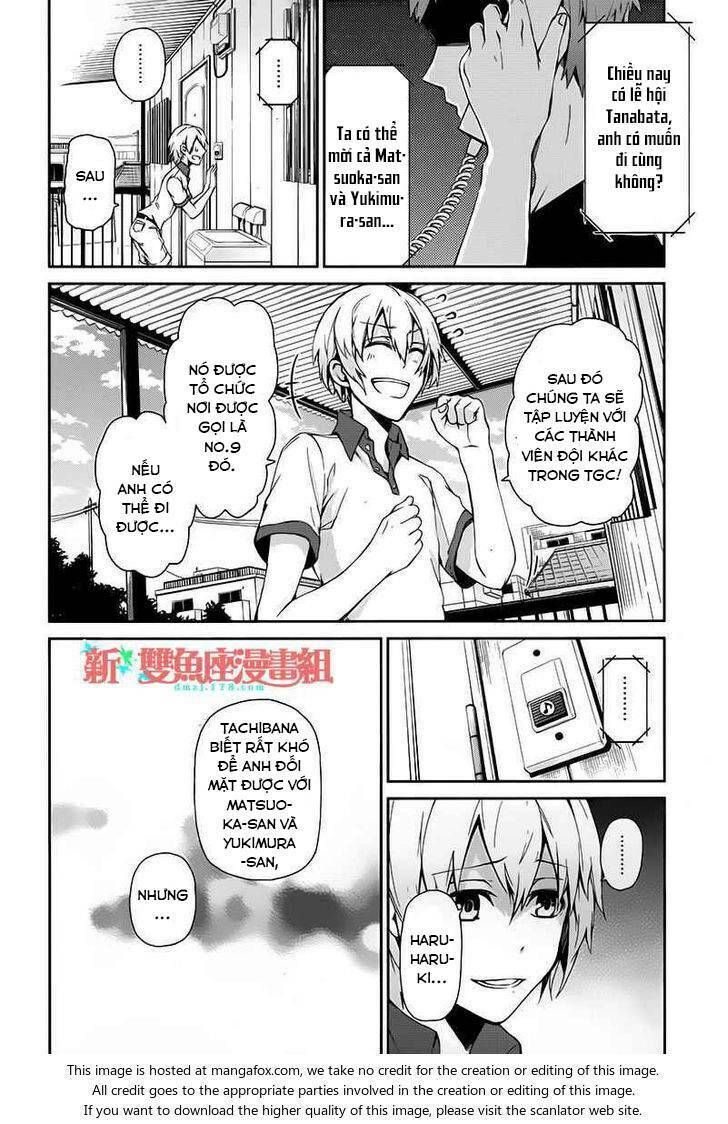 Chiều nay
có lễ hội
Tanabata,
anh có muốn
đi cùng
không?
Ta có thể
mời cả Mat-
suoka-san
và Yukimu-
ra-san...
........
........
SAU
...
SAU ĐÓ
CHÚNG TA SẼ
TẬP LUYỆN VỚI
CÁC THÀNH
VIÊN ĐỘI KHÁC
TRONG TGC!
NÓ ĐƯỢC
TỔ CHỨC
NƠI ĐƯỢC
GỌI LÀ
NO.9
ĐÓ.
NẾU
ANH CÓ
THỂ ĐI
ĐƯỢC...
新·雙魚座漫畫組
dmzj.178.com
........
......
HARU-
HARU-
KI...
TACHIBANA
BIẾT RẤT KHÓ
ĐỂ ANH ĐỐI
MẶT ĐƯỢC VỚI
MATSUO-
KA-SAN VÀ
YUKIMURA
-SAN,
NHƯNG
...
This image is hosted at mangafox.com, we take no credit for the creation or editing of this image.
All credit goes to the appropriate parties involved in the creation or editing of this image.
If you want to download the higher quality of this image, please visit the scanlator web site.